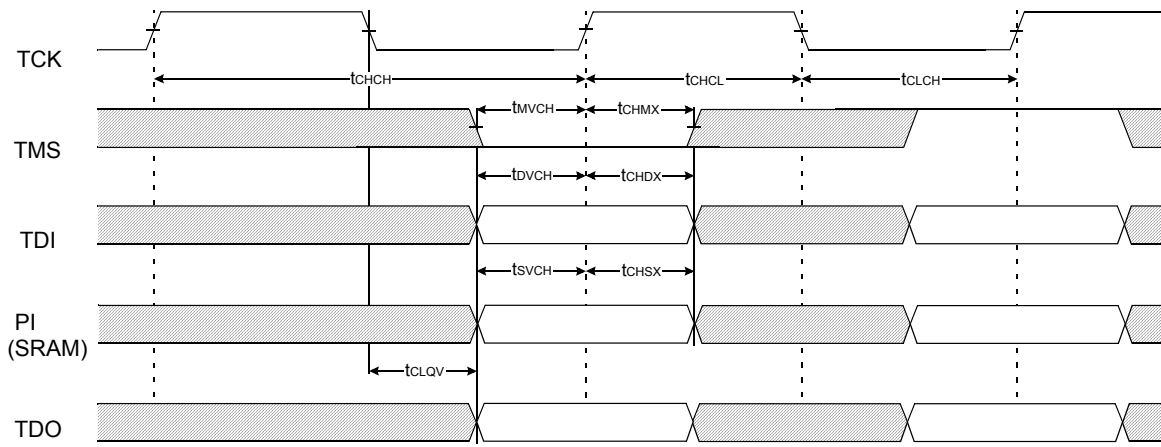 TCK
tCHCH
tCHCL
tCLCH
tMVCH
tCHMX
TMS
tDVCH
tCHDX
TDI
tSVCH
tCHSX
PI
(SRAM)
tCLQV
TDO